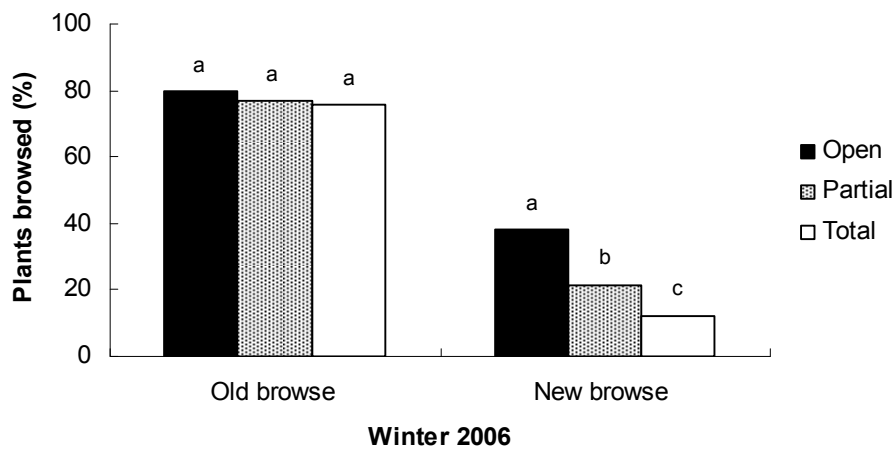 100
80
60
40
20
0
Plants browsed (%)
a a a
a
b
c
Open
Partial
Total
Old browse New browse
Winter 2006